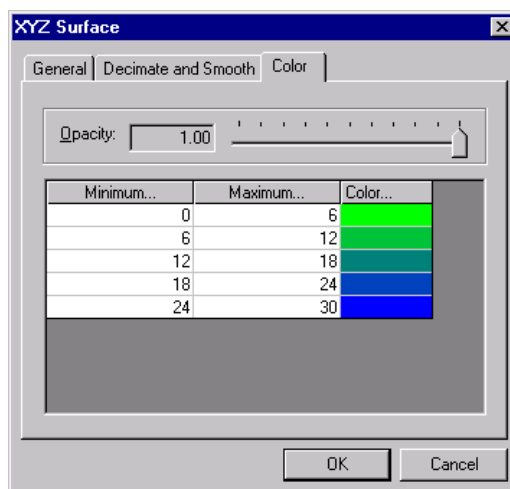 XYZ Surface
General Decimate and Smooth Color
Opacity: 1.00
Minimum... Maximum... Color...
0 6
6 12
12 18
18 24
24 30
OK Cancel